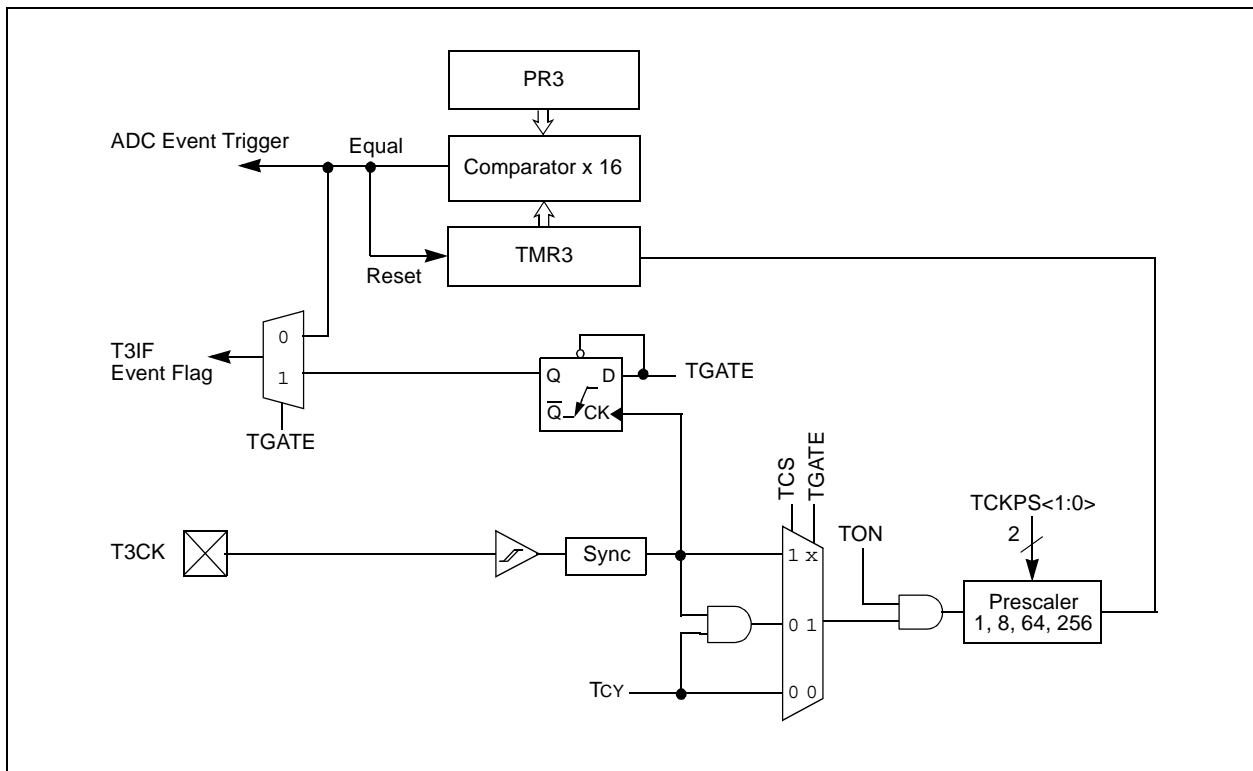 PR3
ADC Event Trigger
Equal
Comparator x 16
TMR3
Reset
0
T3IF
Event Flag
1
TGATE
Q
D
TGATE
Q̅
CK
TCS
TGATE
TCKPS<1:0>
2
TON
T3CK
Sync
1 x
Prescaler
1, 8, 64, 256
0 1
TCY
0 0